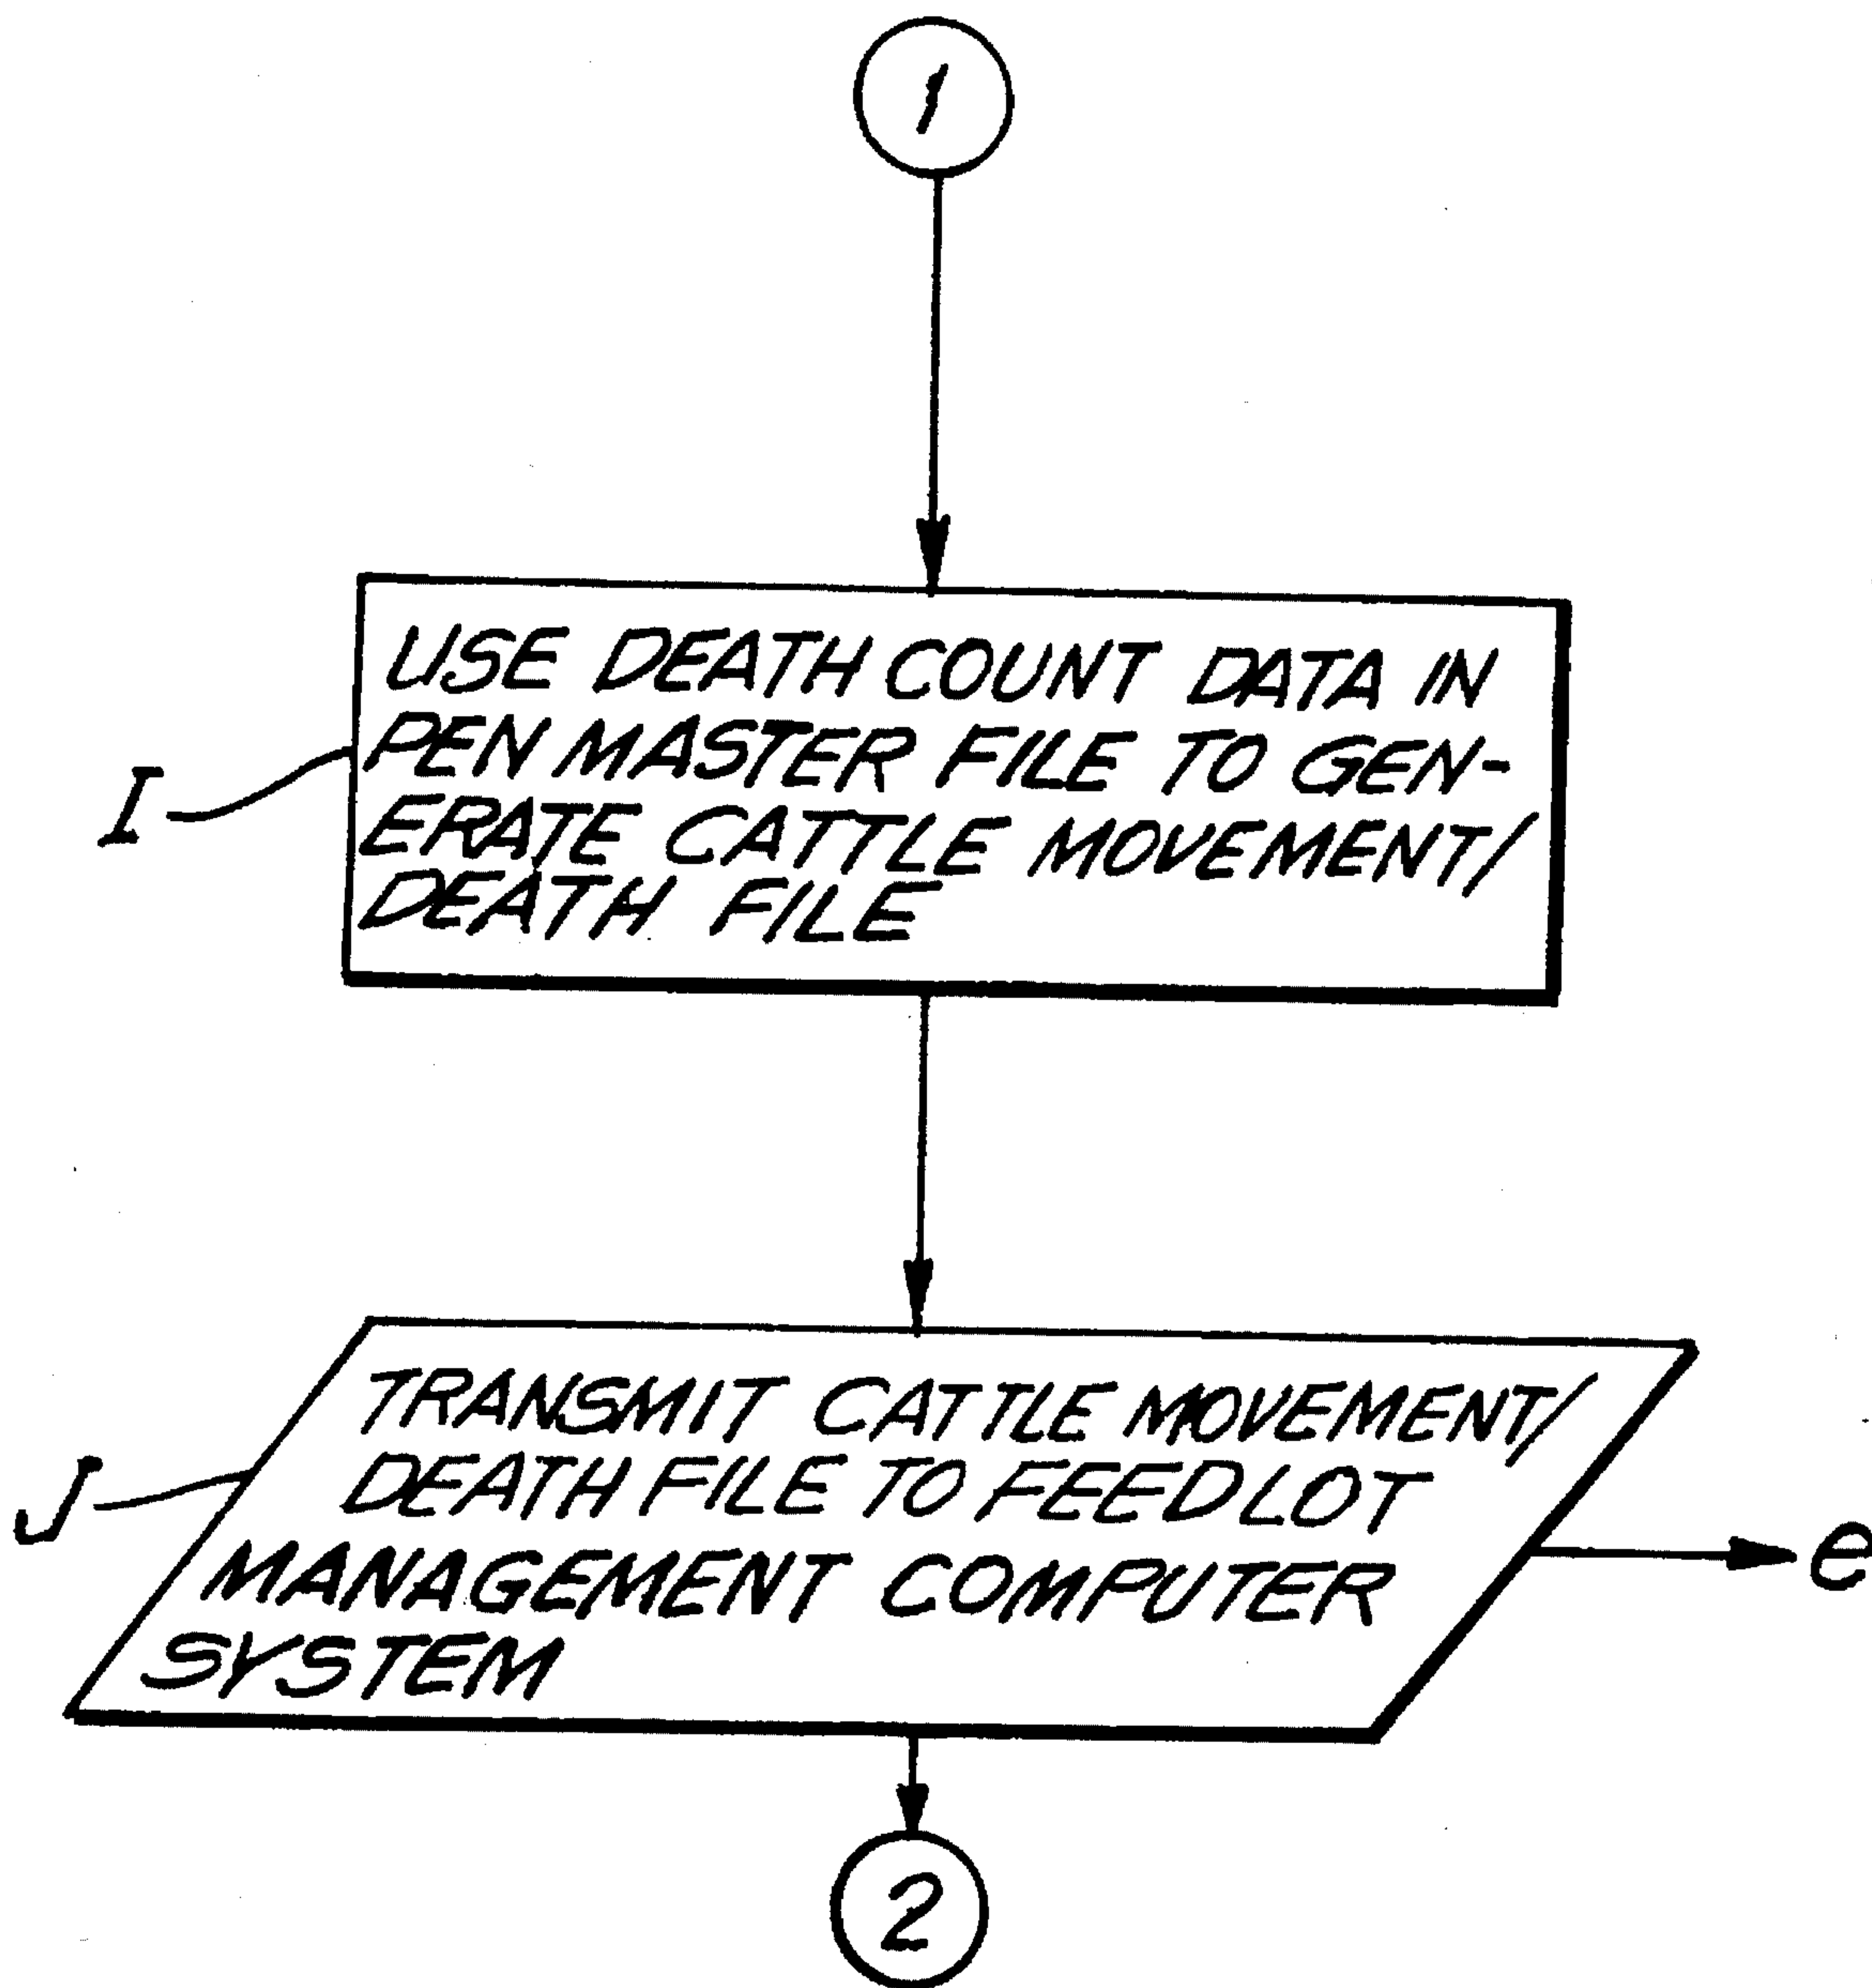 1
USE DEATH COUNT DATA IN
PEN MASTER FILE TO GEN-
ERATE CATTLE MOVEMENT/
DEATH FILE
I
TRANSMIT CATTLE MOVEMENT/
DEATH FILE TO FEEDLOT
MANAGEMENT COMPUTER
SYSTEM
J
e
2